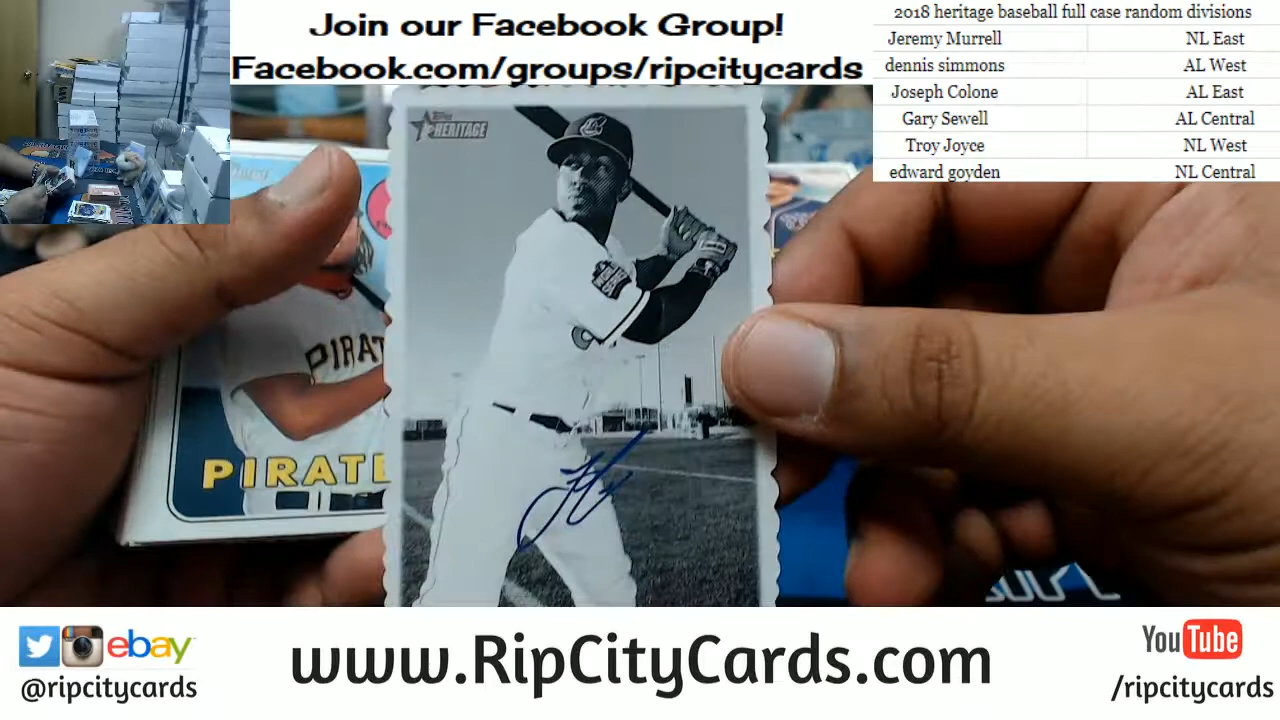 Join our Facebook Group!
Facebook.com/groups/ripcitycards
2018 heritage baseball full case random divisions
Jeremy Murrell NL East
dennis simmons AL West
Joseph Colone AL East
Gary Sewell AL Central
Troy Joyce NL West
edward goyden NL Central
TOPPS
HERITAGE
PIRAT
PIRATE
ebay
@ripcitycards
www.RipCityCards.com
YouTube
/ripcitycards